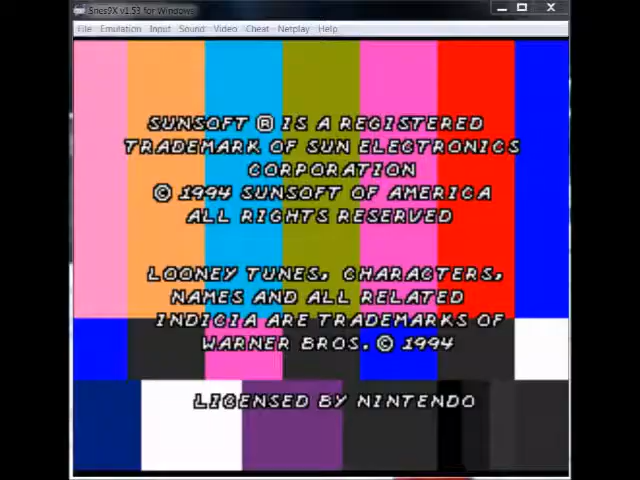 Snes9X v1.53 for Windows
File Emulation Input Sound Video Cheat Netplay Help
SUNSOFT ® IS A REGISTERED
TRADEMARK OF SUN ELECTRONICS
CORPORATION
© 1994 SUNSOFT OF AMERICA
ALL RIGHTS RESERVED
LOONEY TUNES, CHARACTERS,
NAMES AND ALL RELATED
INDICIA ARE TRADEMARKS OF
WARNER BROS. © 1994
LICENSED BY NINTENDO